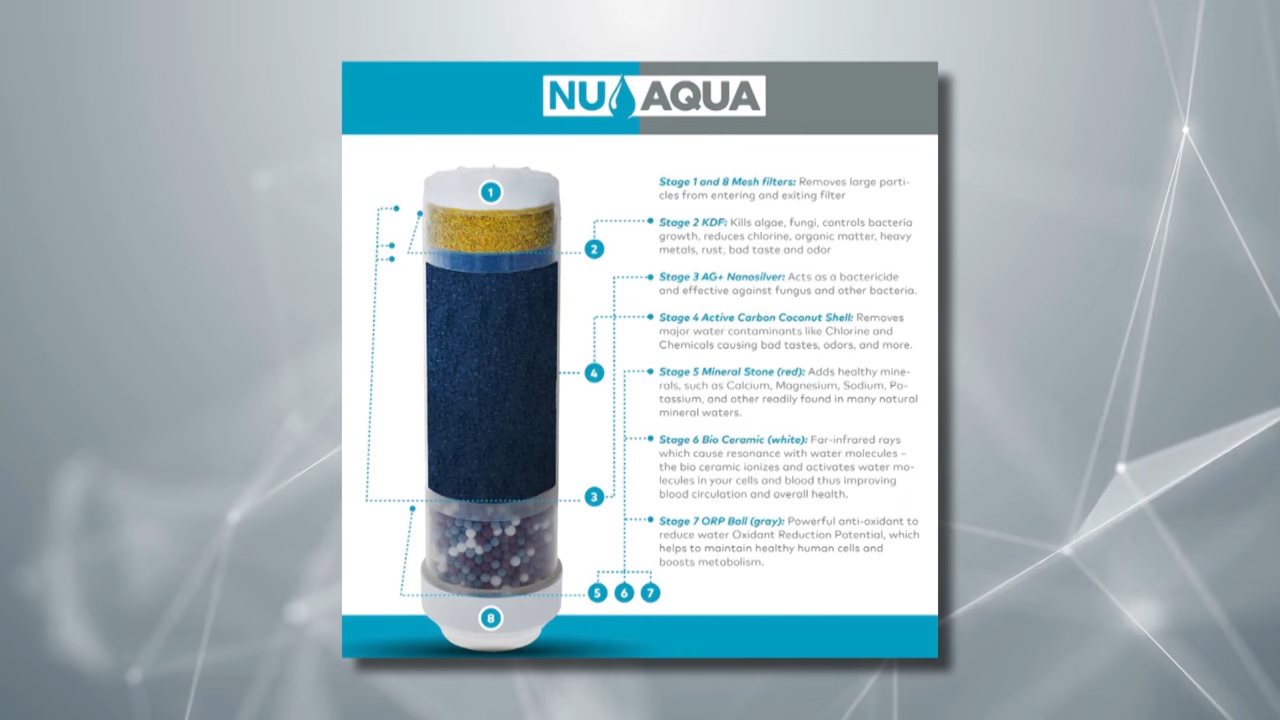 NU AQUA
1
Stage 1 and 8 Mesh filters: Removes large parti-
cles from entering and exiting filter
Stage 2 KDF: Kills algae, fungi, controls bacteria
growth, reduces chlorine, organic matter, heavy
metals, rust, bad taste and odor
2
Stage 3 AG+ Nanosilver: Acts as a bactericide
and effective against fungus and other bacteria.
Stage 4 Active Carbon Coconut Shell: Removes
major water contaminants like Chlorine and
Chemicals causing bad tastes, odors, and more.
4
Stage 5 Mineral Stone (red): Adds healthy mine-
rals, such as Calcium, Magnesium, Sodium, Po-
tassium, and other readily found in many natural
mineral waters.
Stage 6 Bio Ceramic (white): Far-infrared rays
which cause resonance with water molecules –
the bio ceramic ionizes and activates water mo-
lecules in your cells and blood thus improving
blood circulation and overall health.
3
Stage 7 ORP Ball (gray): Powerful anti-oxidant to
reduce water Oxidant Reduction Potential, which
helps to maintain healthy human cells and
boosts metabolism.
5 6 7
8